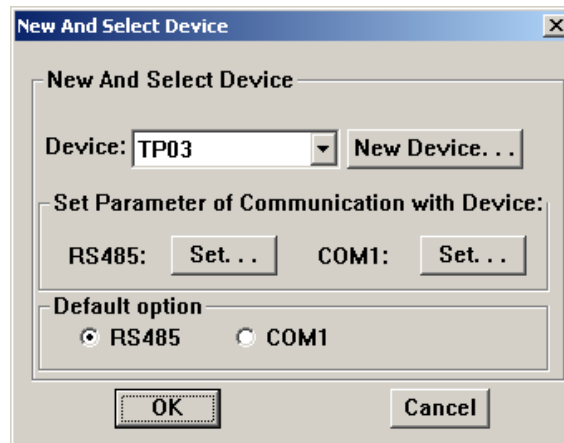 New And Select Device
New And Select Device
Device: TP03 New Device. . .
Set Parameter of Communication with Device:
RS485: Set. . . COM1: Set. . .
Default option
RS485 COM1
OK Cancel